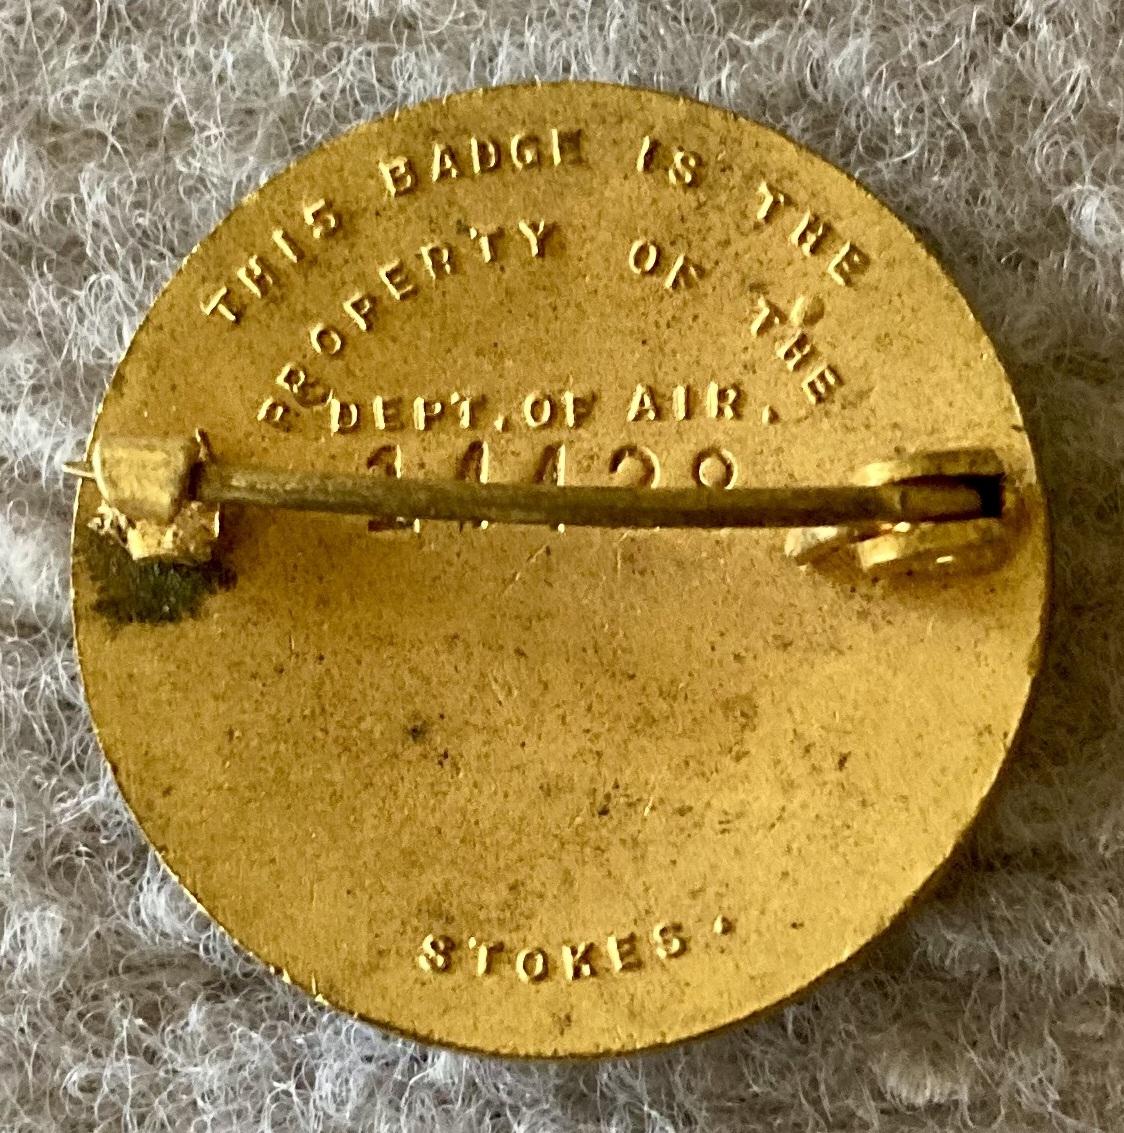 THIS BADGE IS THE
PROPERTY OF THE
DEPT. OF AIR.
STOKES.